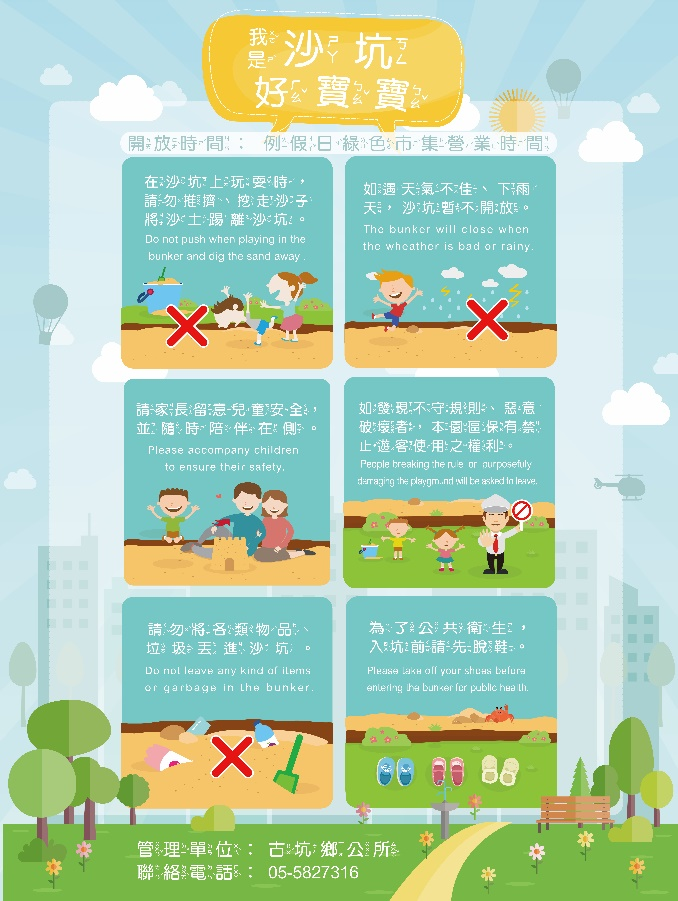 我是 沙坑
好寶寶
開放時間： 例假日綠色市集營業時間
在沙坑上玩耍時，
請勿推擠、挖走沙子
將沙土踢離沙坑。
Do not push when playing in the
bunker and dig the sand away .
如遇天氣不佳、下雨
天，沙坑暫不開放。
The bunker will close when
the wheather is bad or rainy.
請家長留意兒童安全，
並隨時陪伴在側。
Please accompany children
to ensure their safety.
如發現不守規則、惡意
破壞者，本園區保有禁
止遊客使用之權利。
People breaking the rule or purposefuly
damaging the playground will be asked to leave.
請勿將各類物品、
垃圾丟進沙坑。
Do not leave any kind of items
or garbage in the bunker.
為了公共衛生，
入坑前請先脫鞋。
Please take off your shoes before
entering the bunker for public health.
管理單位： 古坑鄉公所
聯絡電話： 05-5827316